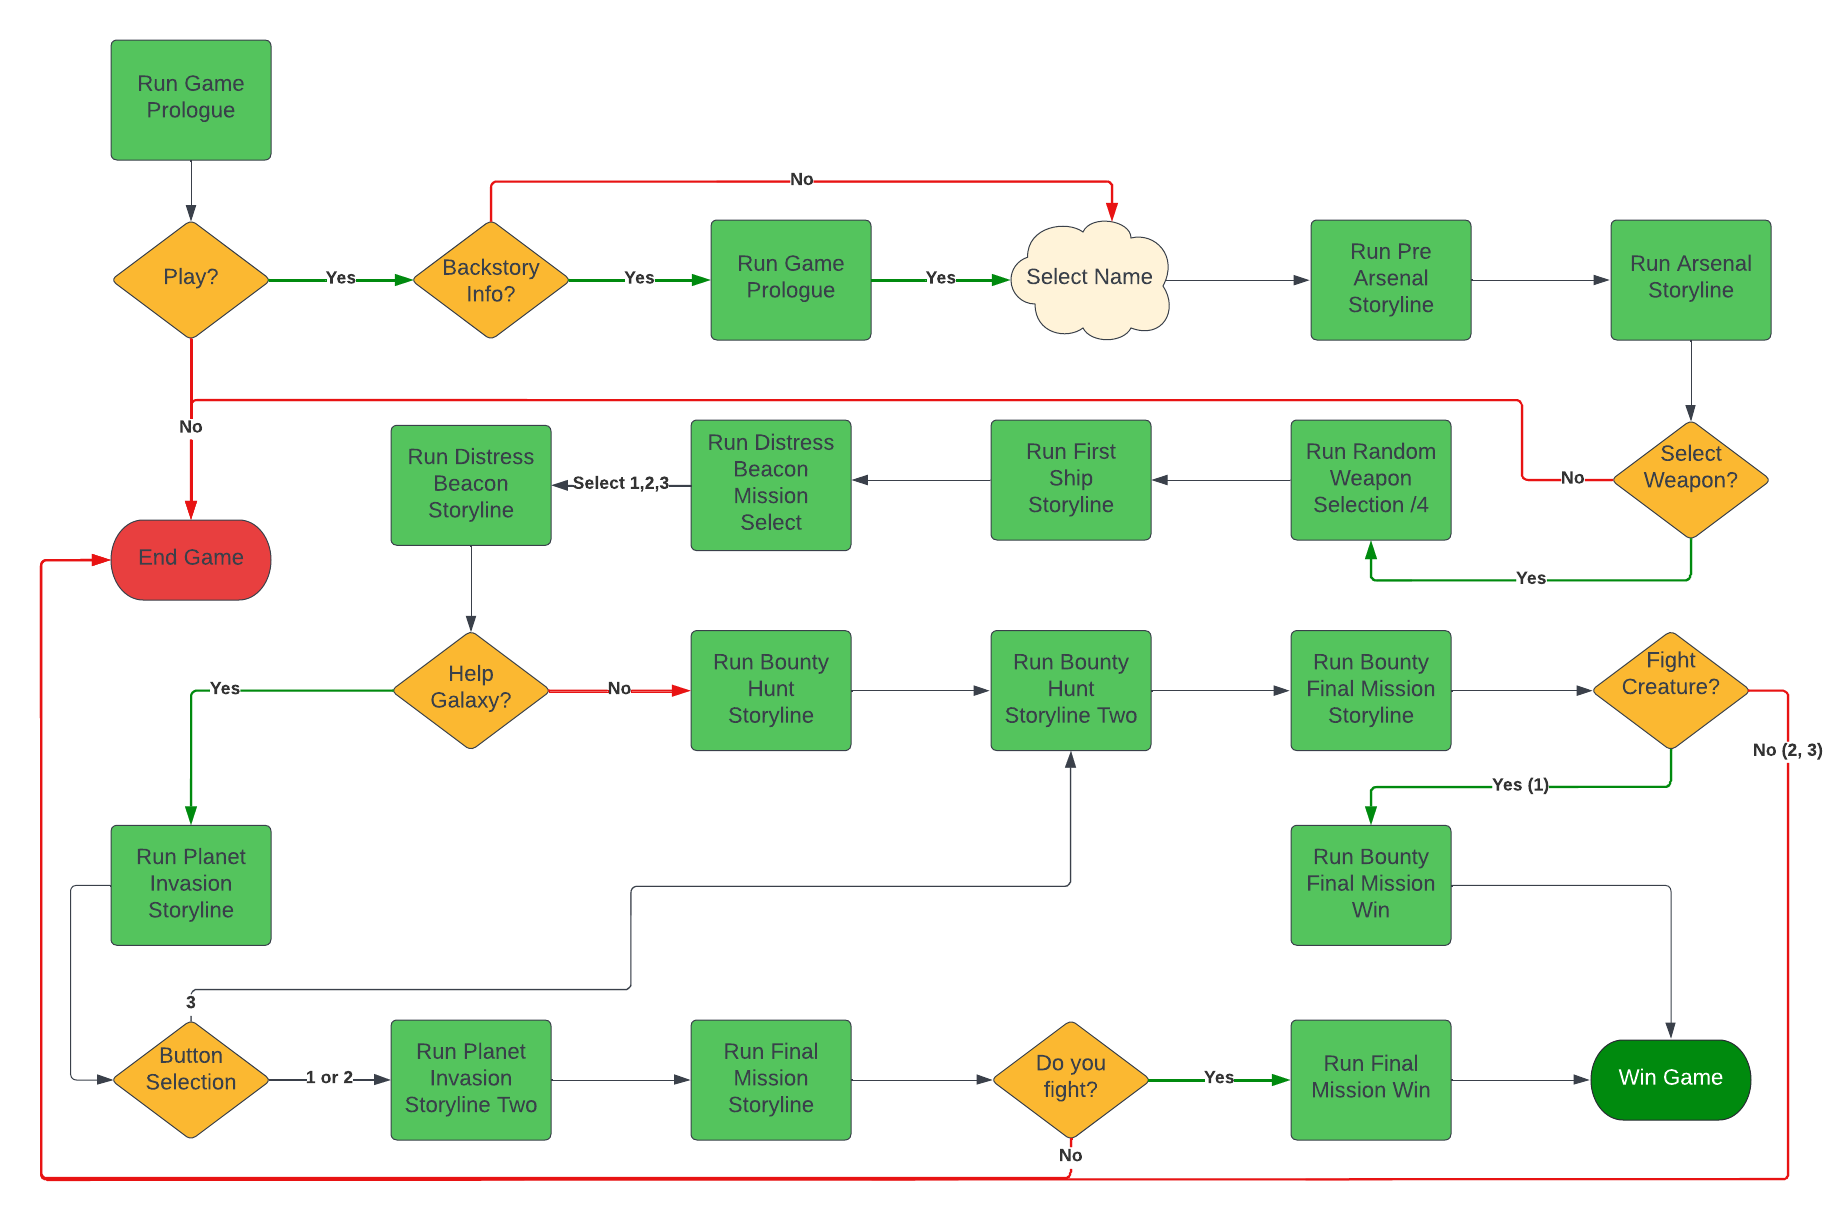 Run Game
Prologue
No
Play?
Yes
Backstory
Info?
Yes
Run Game
Prologue
Yes
Select Name
Run Pre
Arsenal
Storyline
Run Arsenal
Storyline
No
Run Distress
Beacon
Storyline
Select 1,2,3
Run Distress
Beacon
Mission
Select
Run First
Ship
Storyline
Run Random
Weapon
Selection /4
No
Select
Weapon?
Yes
End Game
Yes
Help
Galaxy?
No
Run Bounty
Hunt
Storyline
Run Bounty
Hunt
Storyline Two
Run Bounty
Final Mission
Storyline
Fight
Creature?
No (2, 3)
Yes (1)
Run Planet
Invasion
Storyline
Run Bounty
Final Mission
Win
3
Button
Selection
1 or 2
Run Planet
Invasion
Storyline Two
Run Final
Mission
Storyline
Do you
fight?
Yes
Run Final
Mission Win
Win Game
No